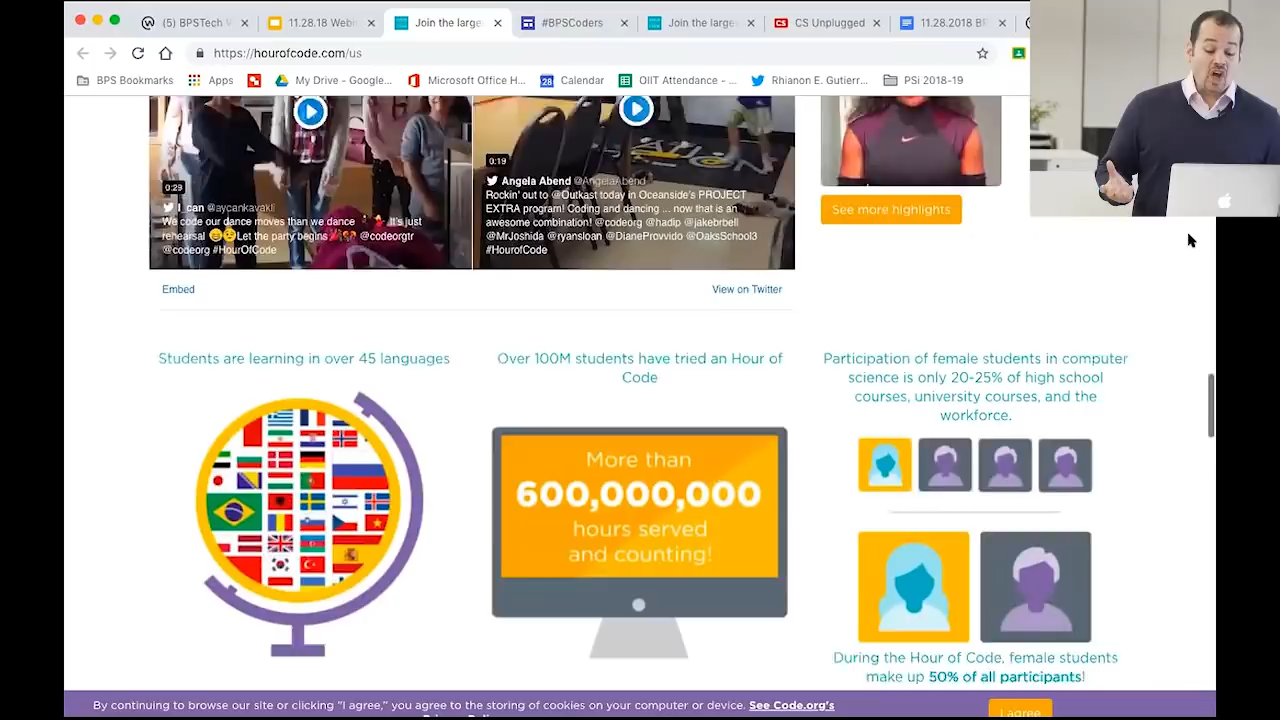 (5) BPSTech
11.28.18 Webi
Join the large
#BPSCoders
Join the large
CS Unplugged
11.28.2018 BP
https://hourofcode.com/us
BPS Bookmarks
Apps
My Drive - Google...
Microsoft Office H...
28
Calendar
OIIT Attendance - ...
Rhianon E. Gutierr...
PSi 2018-19
0:29
I_can @aycankavakli
We code our dance moves than we dance It's just
rehearsal Let the party begins @codeorgtr
@codeorg #HourOfCode
0:19
Angela Abend @AngelaAbend
Rockin' out to @Outkast today in Oceanside's PROJECT
EXTRA program! Coding and dancing ... now that is an
awesome combination! @codeorg @hadip @jakebrbell
@MrJoshida @ryansloan @DianeProvvido @OaksSchool3
#HourofCode
See more highlights
Embed
View on Twitter
Students are learning in over 45 languages
Over 100M students have tried an Hour of
Code
More than
600,000,000
hours served
and counting!
Participation of female students in computer
science is only 20-25% of high school
courses, university courses, and the
workforce.
During the Hour of Code, female students
make up 50% of all participants!
By continuing to browse our site or clicking "I agree," you agree to the storing of cookies on your computer or device. See Code.org's
I agree